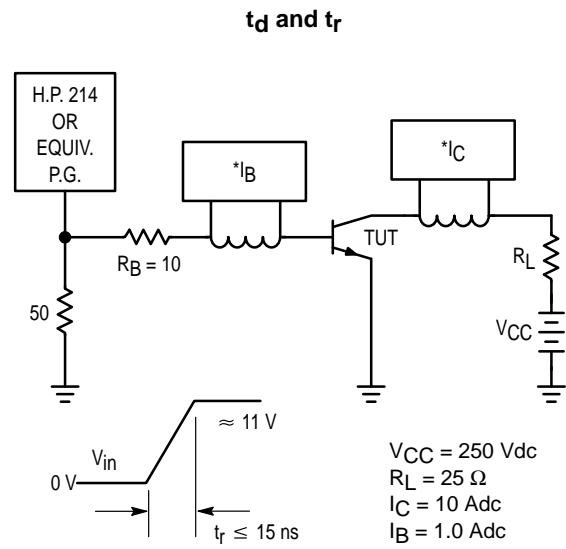 td and tr
H.P. 214
OR
EQUIV.
P.G.
*IB
*IC
TUT
RB = 10
RL
50
VCC
Vin
≈ 11 V
0 V
tr ≤ 15 ns
VCC = 250 Vdc
RL = 25 Ω
IC = 10 Adc
IB = 1.0 Adc